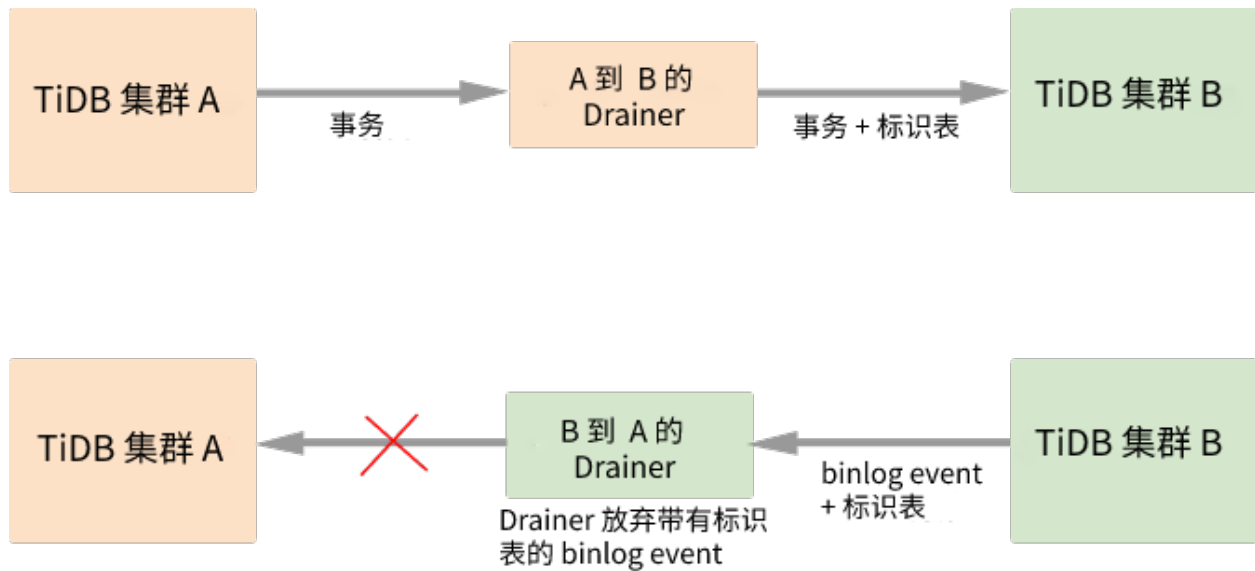 TiDB 集群 A
A 到 B 的
Drainer
TiDB 集群 B
事务
事务 + 标识表
TiDB 集群 A
B 到 A 的
Drainer
TiDB 集群 B
binlog event
+ 标识表
Drainer 放弃带有标识
表的 binlog event